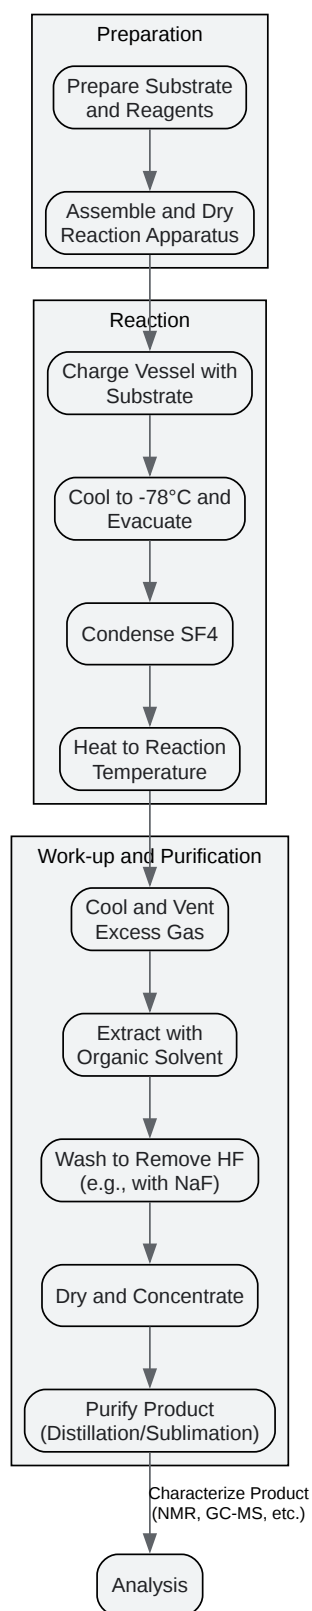 Preparation
Prepare Substrate
and Reagents
Assemble and Dry
Reaction Apparatus
Reaction
Charge Vessel with
Substrate
Cool to -78°C and
Evacuate
Condense SF4
Heat to Reaction
Temperature
Work-up and Purification
Cool and Vent
Excess Gas
Extract with
Organic Solvent
Wash to Remove HF
(e.g., with NaF)
Dry and Concentrate
Purify Product
(Distillation/Sublimation)
Characterize Product
(NMR, GC-MS, etc.)
Analysis